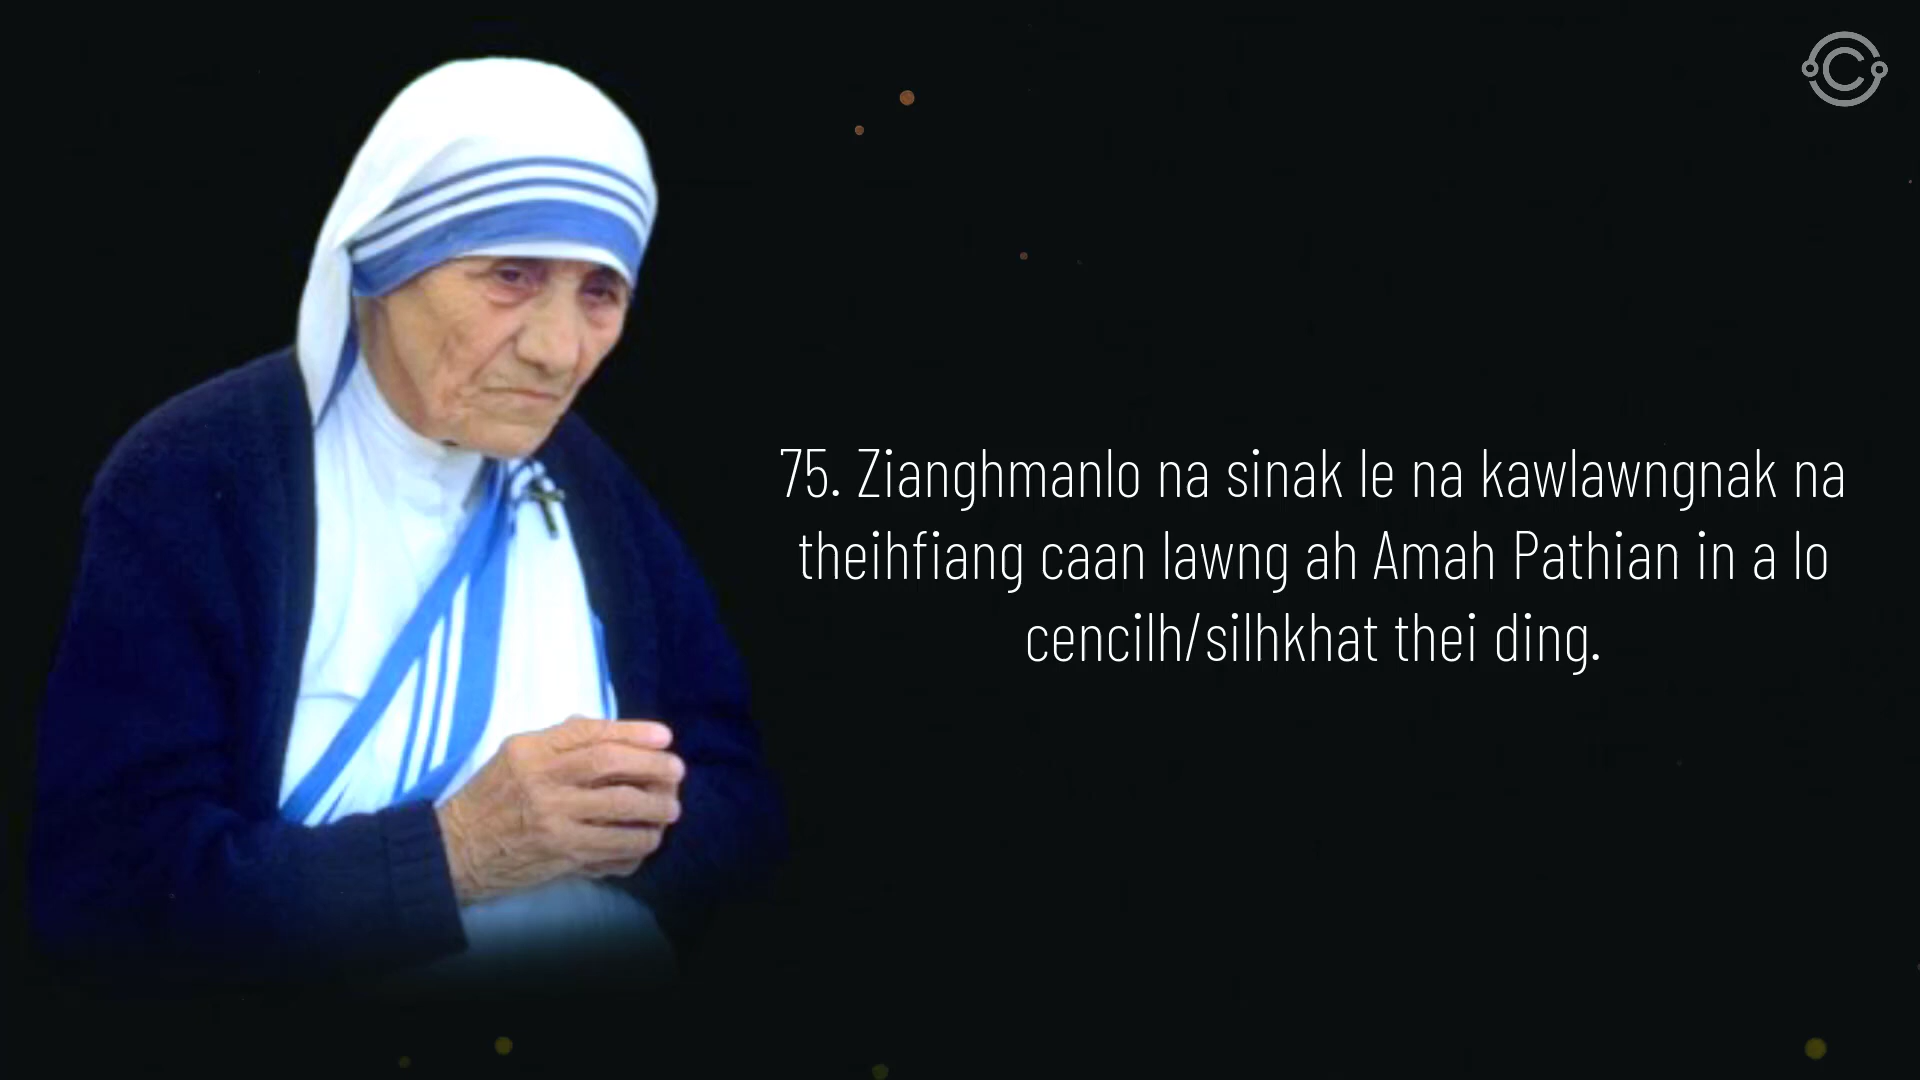 75. Zianghmanlo na sinak le na kawlawngnak na
theihfiang caan lawng ah Amah Pathian in a lo
cencilh/silhkhat thei ding.